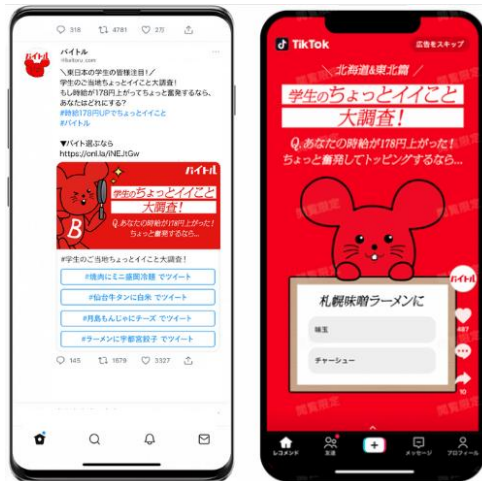 318 4781 2万
バイトル
＼東日本の学生の皆様注目！／
学生のご当地ちょっとイイこと大調査！
もし時給が178円上がってちょっと奮発するなら、
あなたはどれにする？
#時給178円UPでちょっとイイこと
#バイトル
▼バイト選ぶなら
https://onl.la/iNEJtGw
バイトル
学生のちょっとイイこと
大調査！
Q.あなたの時給が178円上がった！
ちょっと奮発するなら…
B
#学生のご当地ちょっとイイこと大調査！
#焼肉にミニ盛岡冷麺 でツイート
#仙台牛タンに白米 でツイート
#月島もんじゃにチーズ でツイート
#ラーメンに宇都宮餃子 でツイート
145 1679 3327
TikTok
広告をスキップ
＼北海道&東北篇／
学生のちょっとイイこと
大調査！
Q.あなたの時給が178円上がった！
ちょっと奮発してトッピングするなら…
札幌味噌ラーメンに
味玉
チャーシュー
バイトル
487
10
レコメンド
友達
メッセージ
プロフィール
閲覧限定